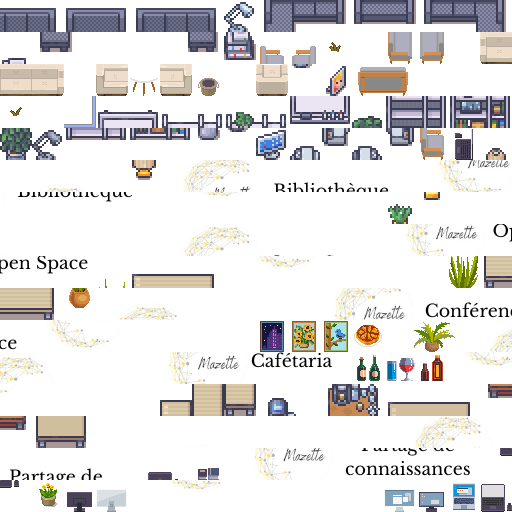 Mazette
Bibliothèque
Bibliothèque
Mazette
Op
pen Space
Mazette
Conféren
ce
Mazette
Cafétaria
Mazette
Partage de
Partage de
connaissances